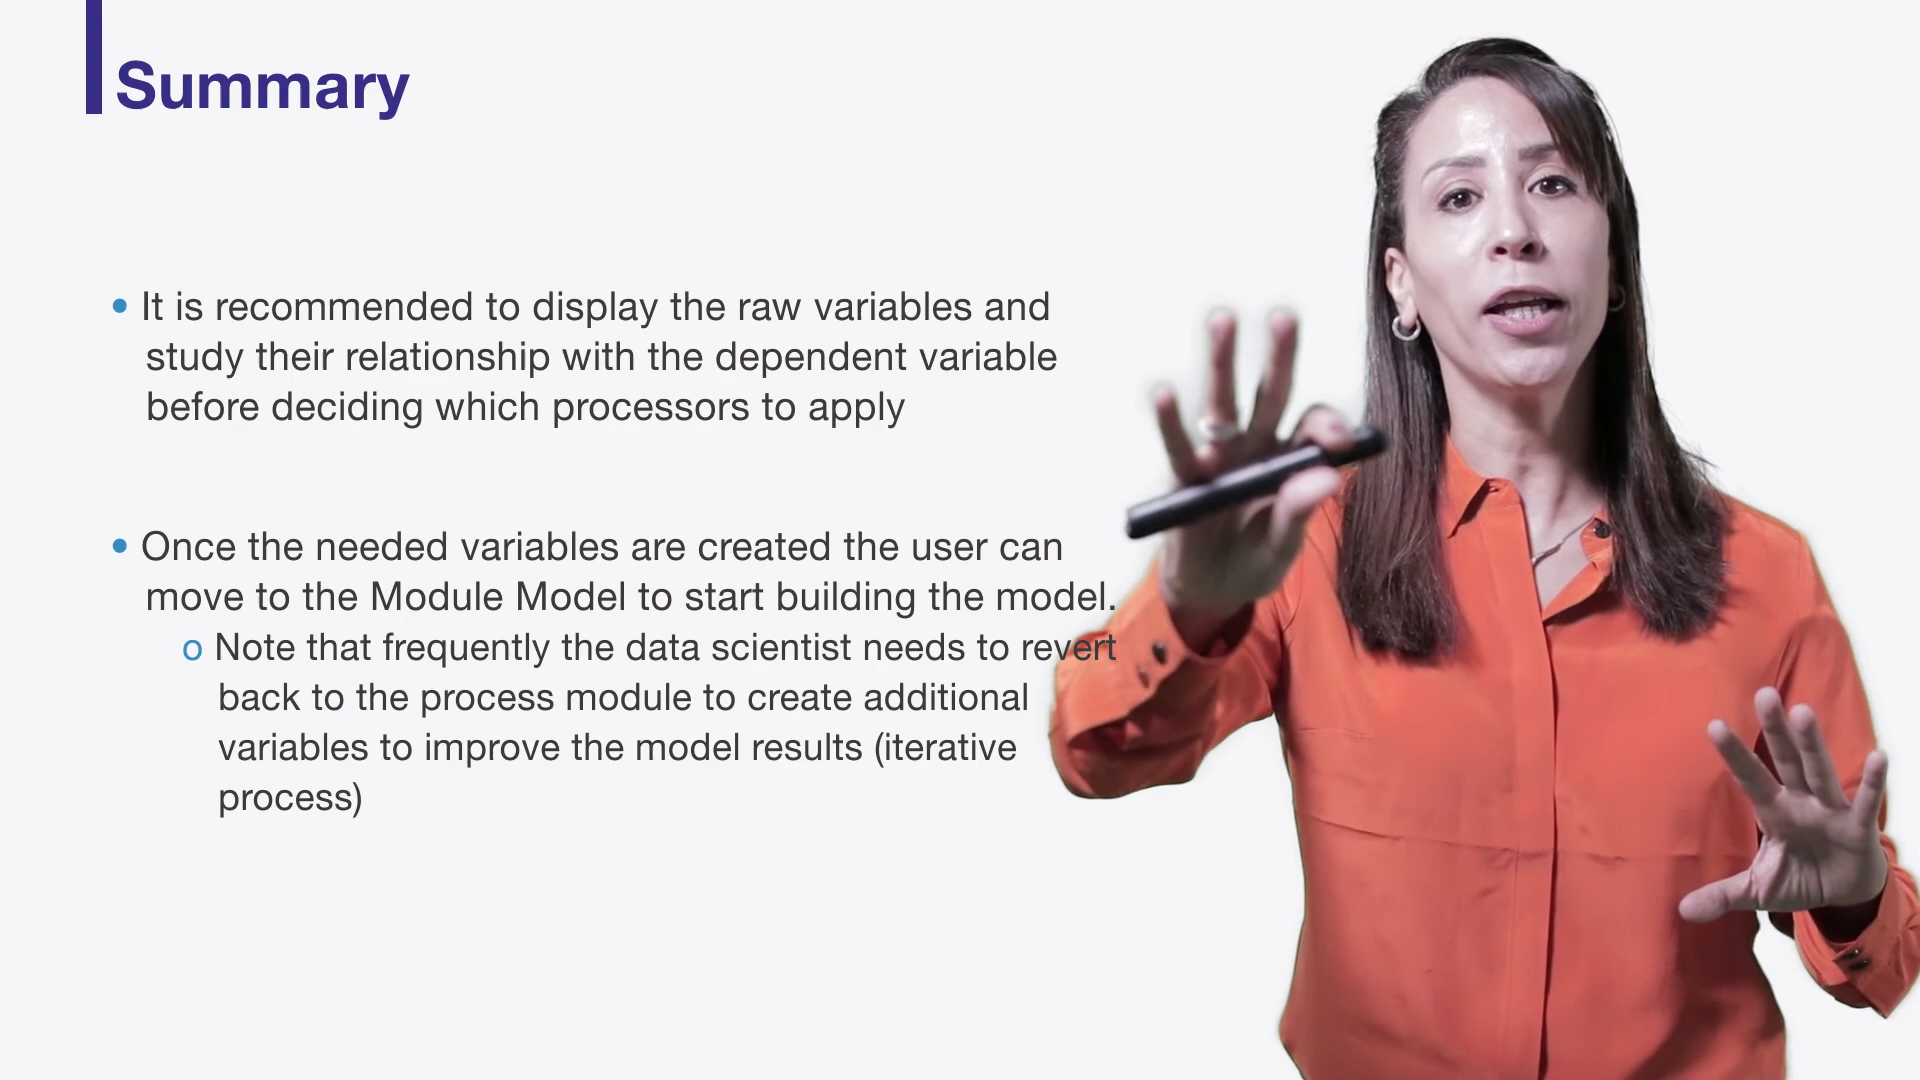 Summary
• It is recommended to display the raw variables and
study their relationship with the dependent variable
before deciding which processors to apply
• Once the needed variables are created the user can
move to the Module Model to start building the model.
o Note that frequently the data scientist needs to revert
back to the process module to create additional
variables to improve the model results (iterative
process)